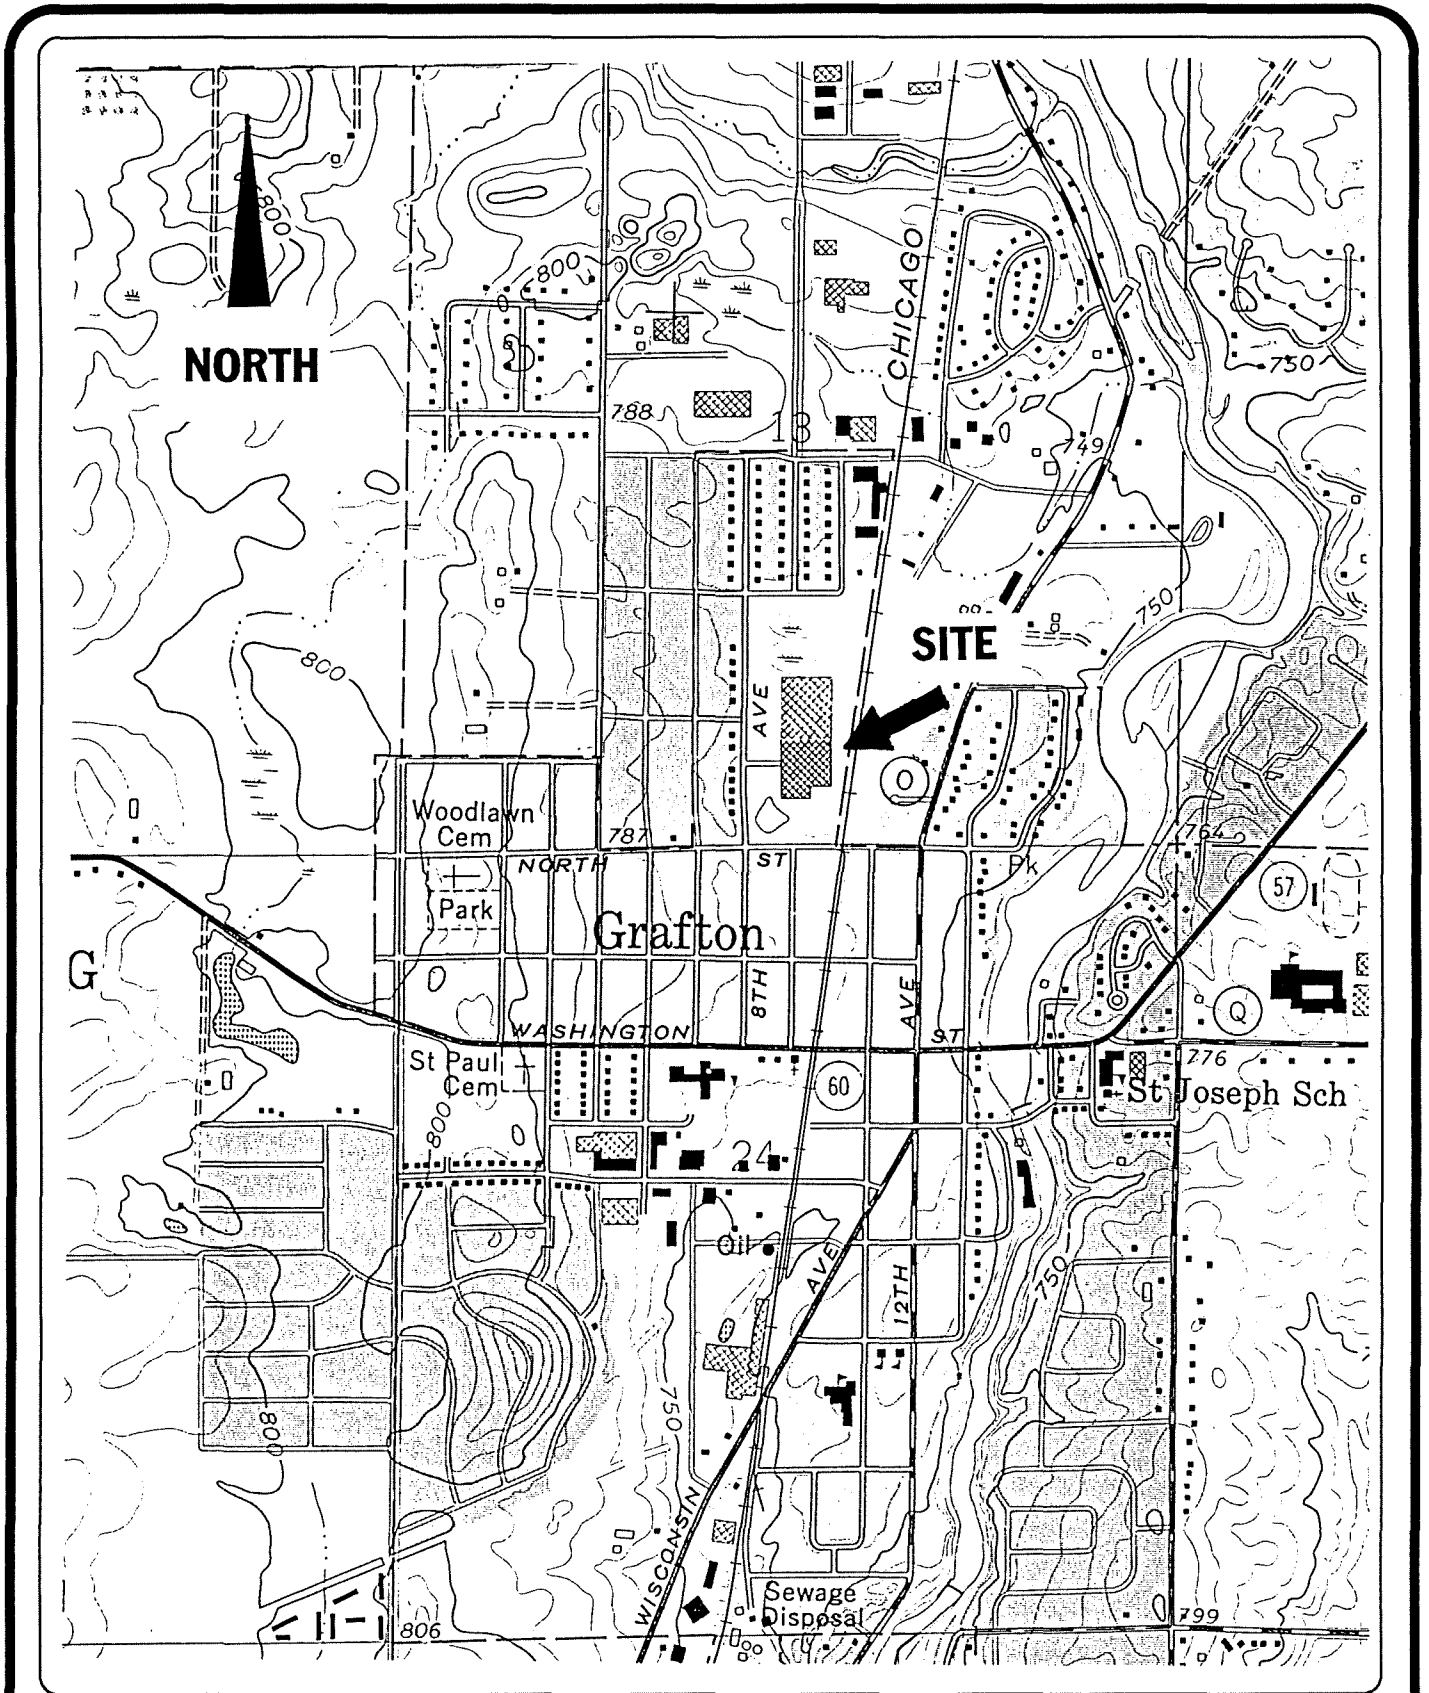 800
NORTH
800
CHICAGO
750
788
13
749
SITE
750
800
AVE
O
Woodlawn
Cem
787
764
NORTH
ST
Pk
57
Park
Grafton
G
8TH
AVE
Q
WASHINGTON
ST
St Paul
Cem
60
776
St Joseph Sch
800
24
Oil
AVE
12TH
750
800
750
WISCONSIN
Sewage
Disposal
806
799